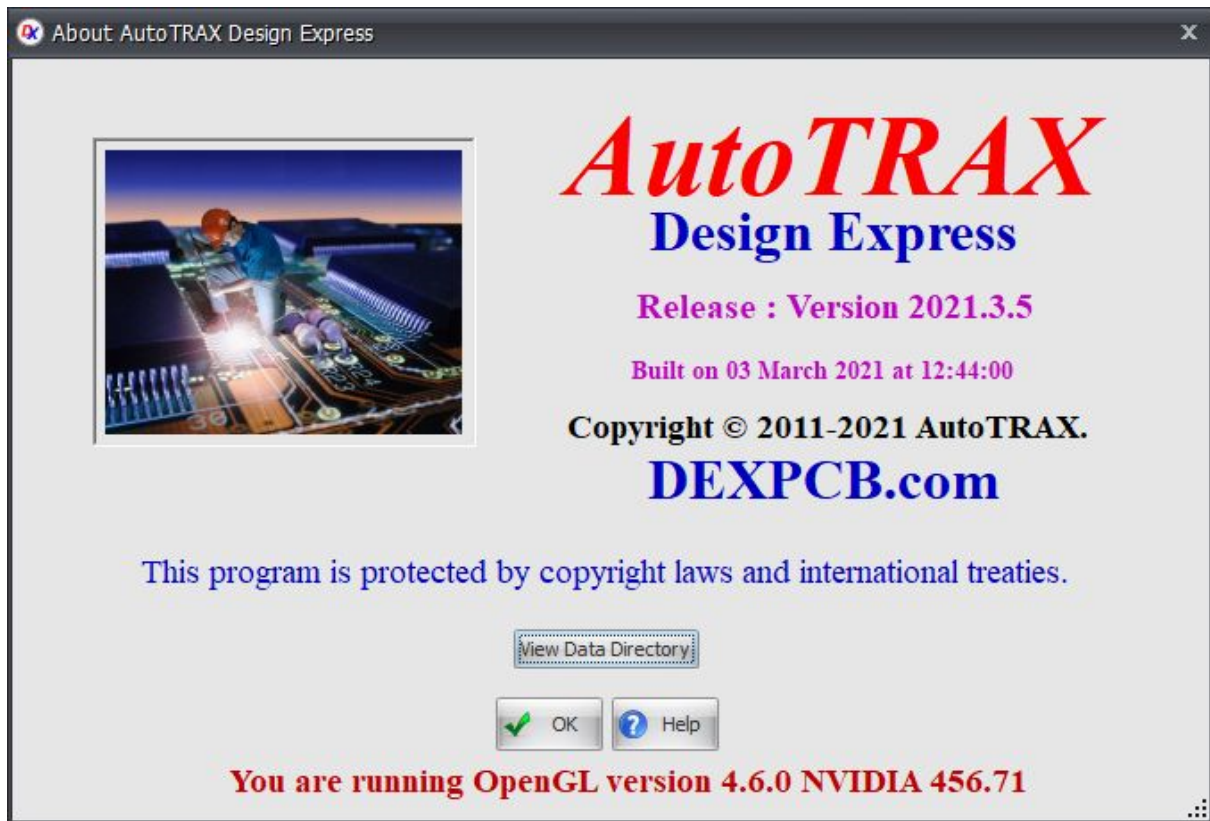 About AutoTRAX Design Express
AutoTRAX
Design Express
Release : Version 2021.3.5
Built on 03 March 2021 at 12:44:00
Copyright © 2011-2021 AutoTRAX.
DEXPCB.com
This program is protected by copyright laws and international treaties.
View Data Directory
OK Help
You are running OpenGL version 4.6.0 NVIDIA 456.71